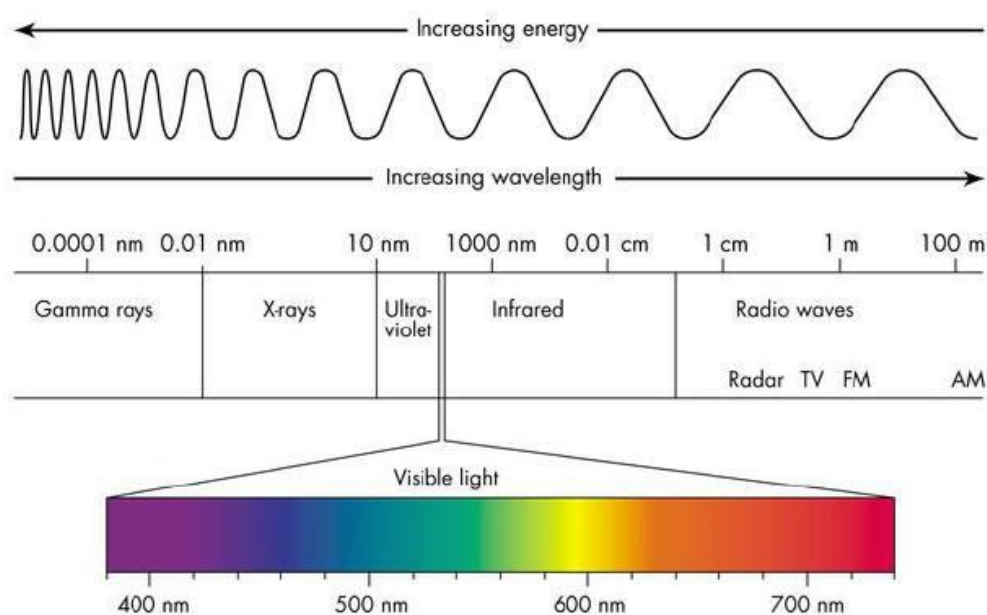 Increasing energy
Increasing wavelength
0.0001 nm 0.01 nm 10 nm 1000 nm 0.01 cm 1 cm 1 m 100 m
Gamma rays X-rays Ultra-
violet Infrared Radio waves
Radar TV FM AM
Visible light
400 nm 500 nm 600 nm 700 nm